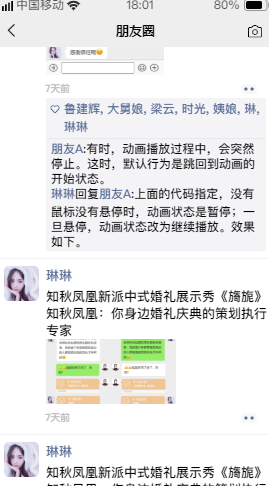 中国移动 18:01 80%
朋友圈
7天前
鲁建辉, 大舅娘, 梁云, 时光, 姨娘, 琳,
琳琳
朋友A:有时，动画播放过程中，会突然
停止。这时，默认行为是跳回到动画的
开始状态。
琳琳回复朋友A:上面的代码指定，没有
鼠标没有悬停时，动画状态是暂停；一
旦悬停，动画状态改为继续播放。效果
如下。
琳琳
知秋凤凰新派中式婚礼展示秀《旖旎》
知秋凤凰：你身边婚礼庆典的策划执行
专家
7天前
琳琳
知秋凤凰新派中式婚礼展示秀《旖旎》